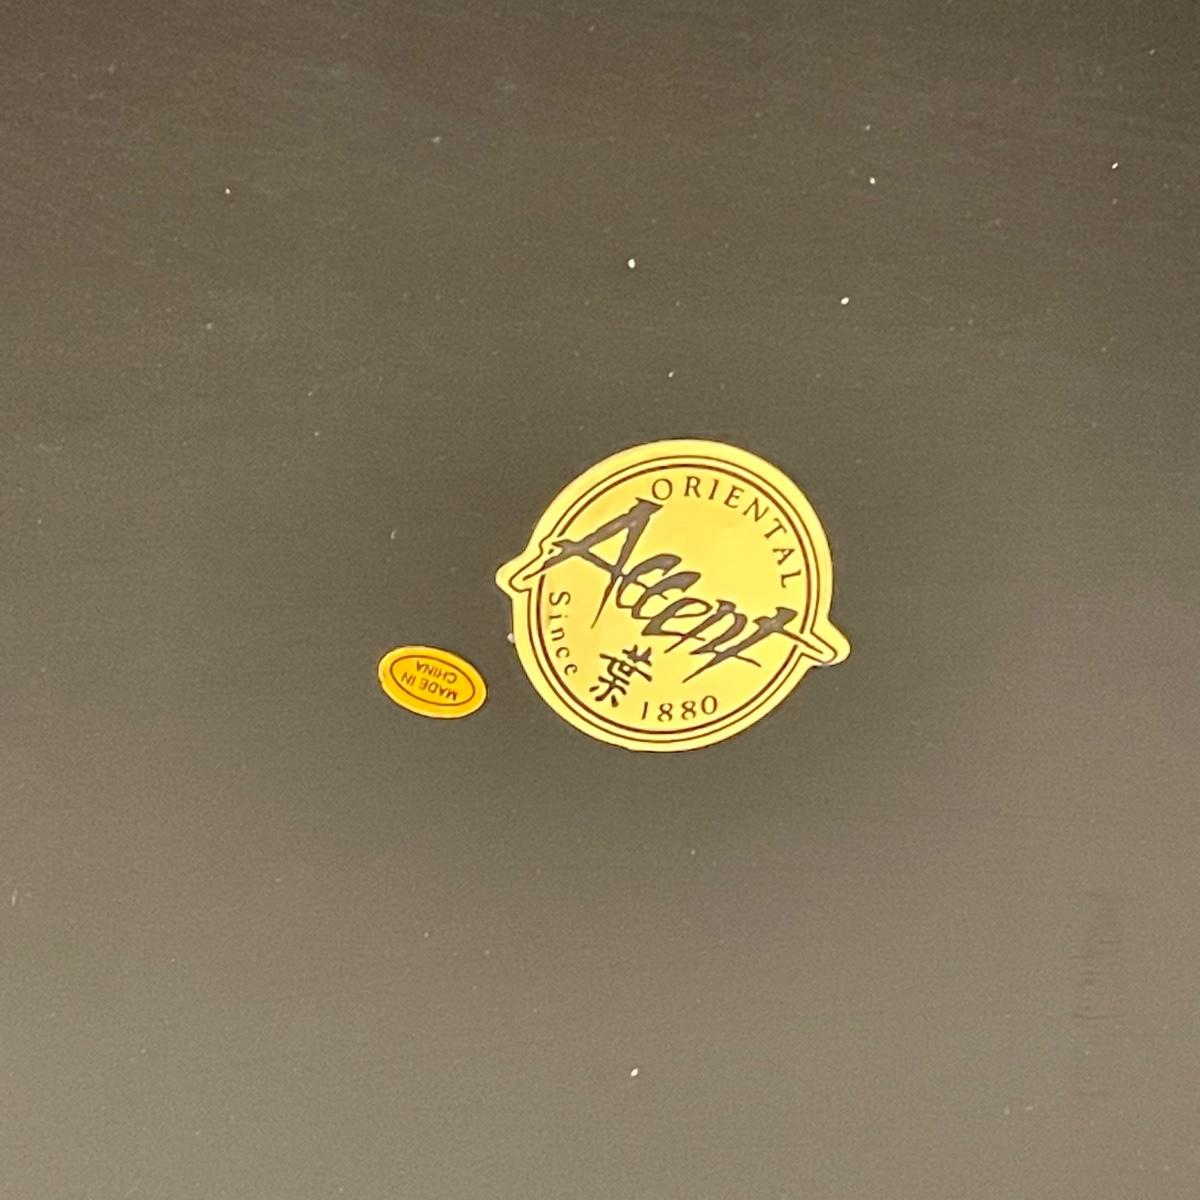 ORIENTAL
Accent
Since 葉 1880
MADE IN
CHINA